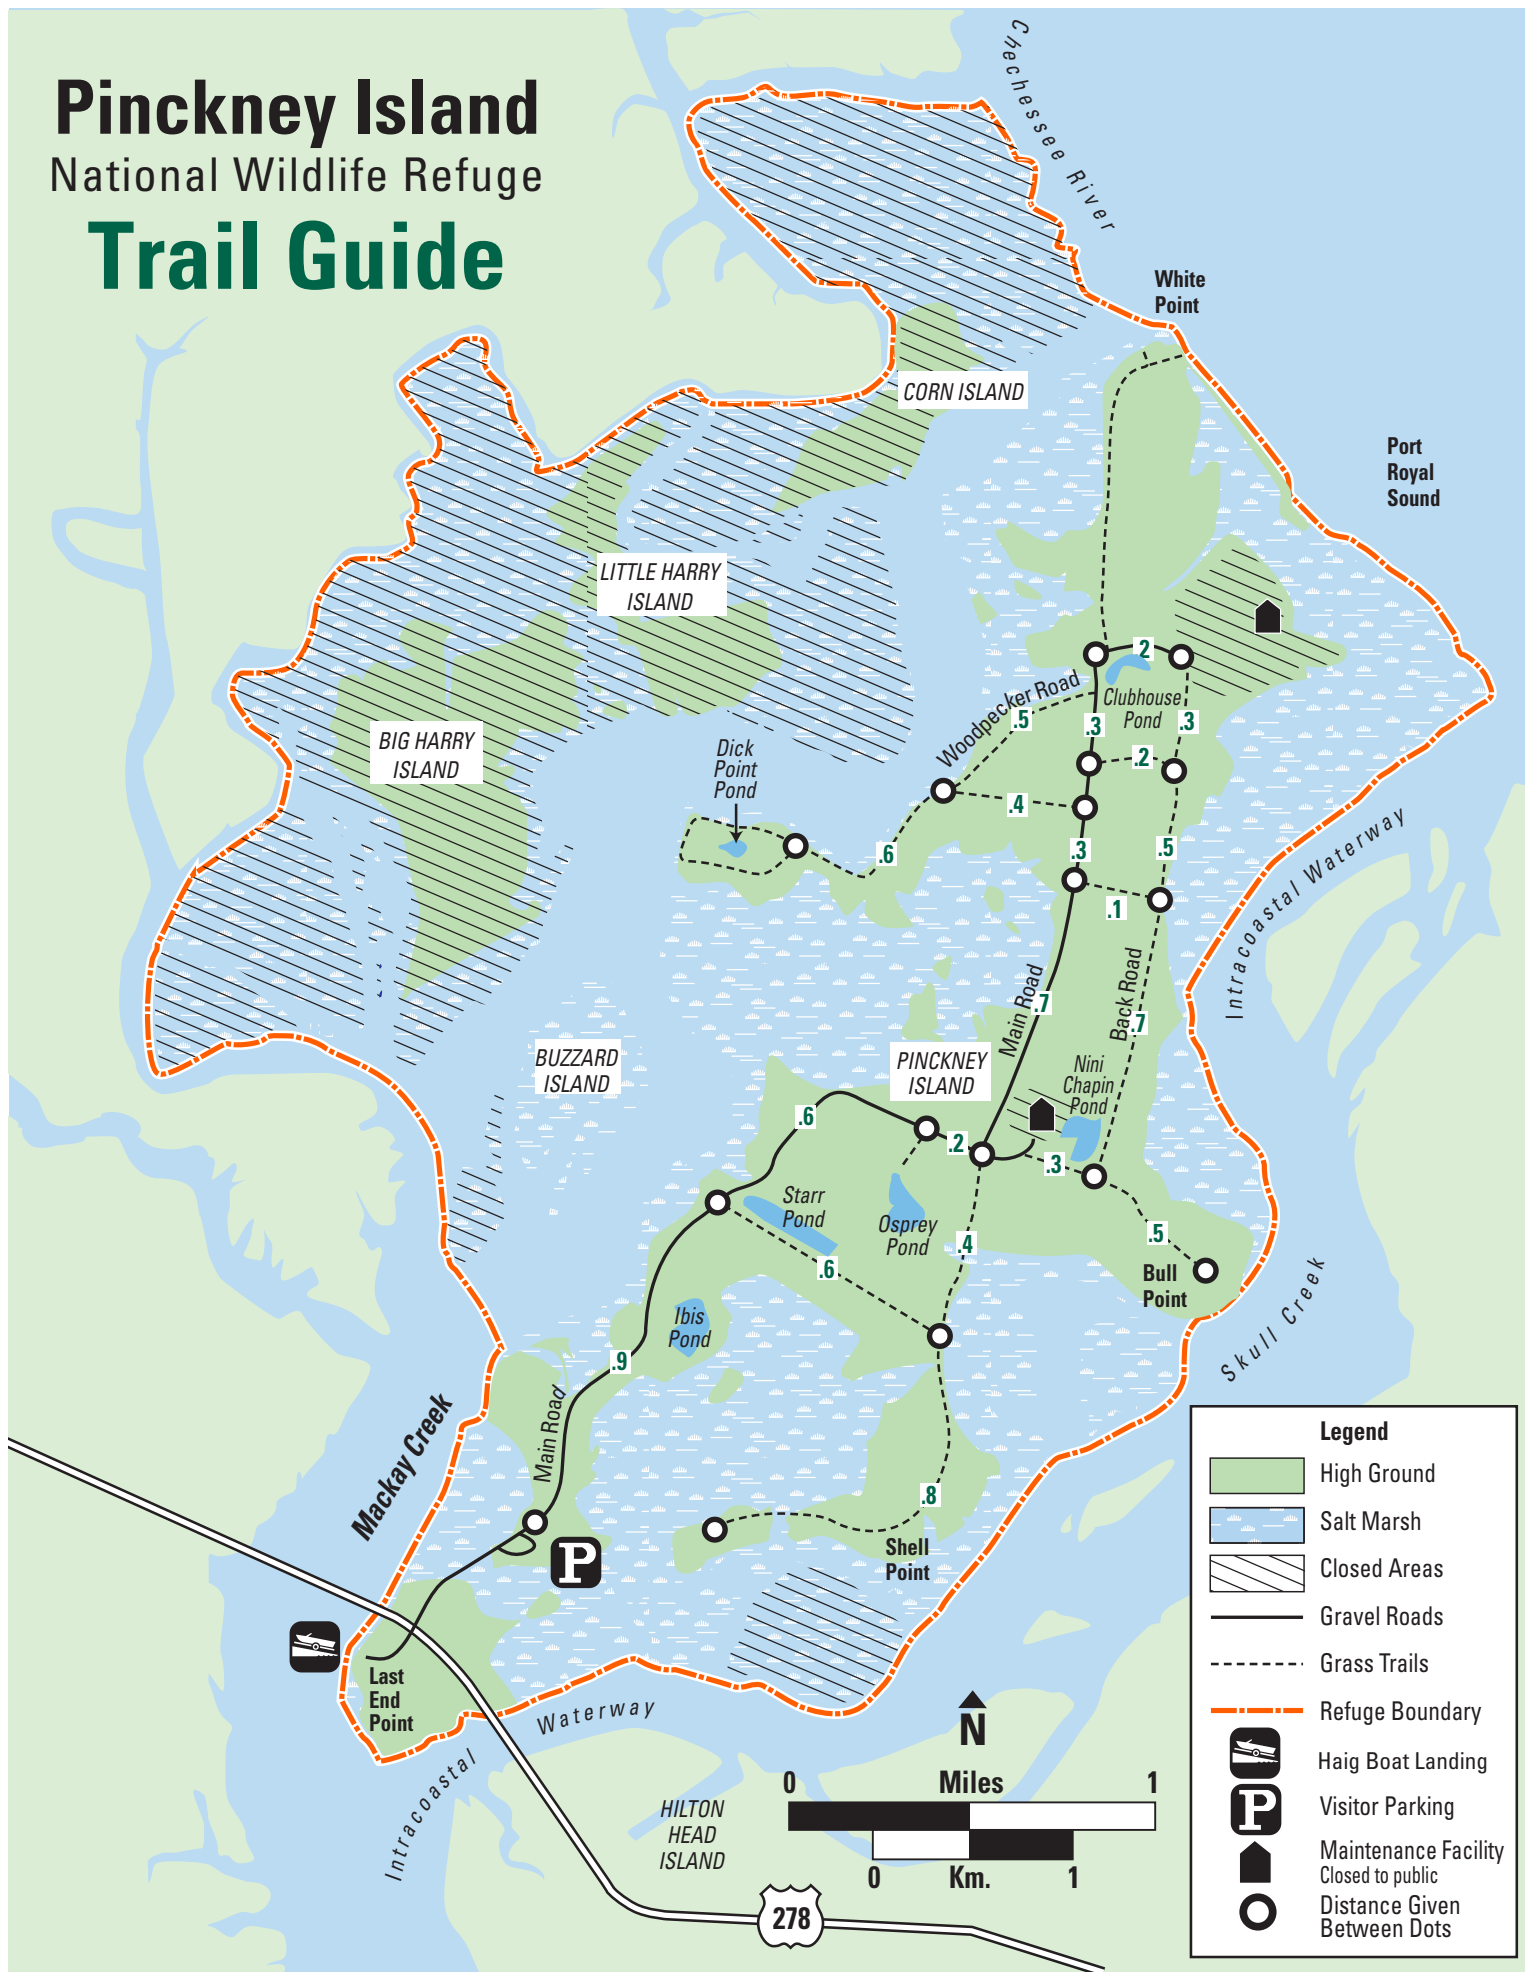 Pinckney Island
National Wildlife Refuge
Trail Guide
Chechessee River
White
Point
Port
Royal
Sound
CORN ISLAND
LITTLE HARRY
ISLAND
BIG HARRY
ISLAND
Dick
Point
Pond
Woodpecker Road
.5
.2
Clubhouse
Pond
.3
.3
.2
.4
.6
.3
.5
.1
Intracoastal Waterway
Main Road
.7
Back Road
.7
BUZZARD
ISLAND
PINCKNEY
ISLAND
Nini
Chapin
Pond
.6
.2
.3
Starr
Pond
Osprey
Pond
.4
.5
.6
Bull
Point
Skull Creek
Ibis
Pond
.9
Main Road
Mackay Creek
.8
Shell
Point
P
Last
End
Point
Intracoastal Waterway
HILTON
HEAD
ISLAND
278
N
0 Miles 1
0 Km. 1
Legend
High Ground
Salt Marsh
Closed Areas
Gravel Roads
Grass Trails
Refuge Boundary
Haig Boat Landing
P Visitor Parking
Maintenance Facility
Closed to public
Distance Given
Between Dots